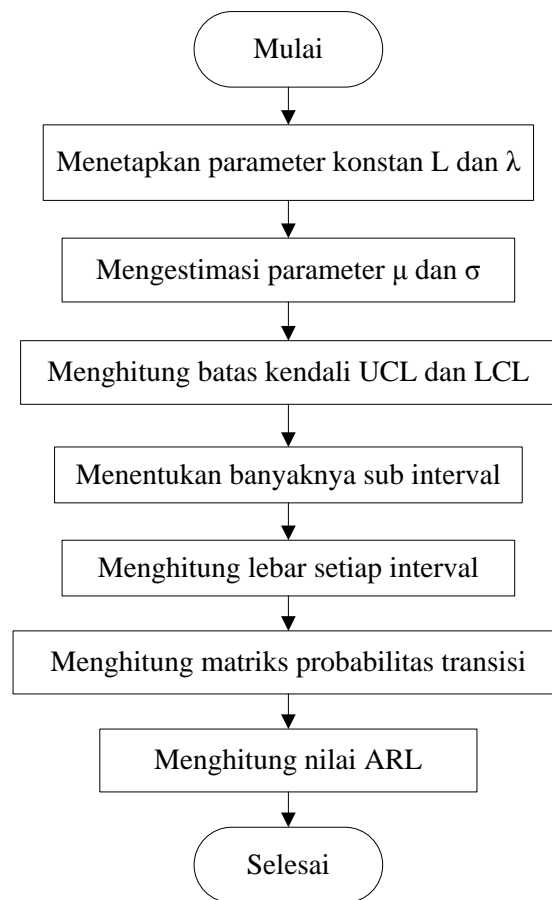 Mulai
Menetapkan parameter konstan L dan λ
Mengestimasi parameter μ dan σ
Menghitung batas kendali UCL dan LCL
Menentukan banyaknya sub interval
Menghitung lebar setiap interval
Menghitung matriks probabilitas transisi
Menghitung nilai ARL
Selesai